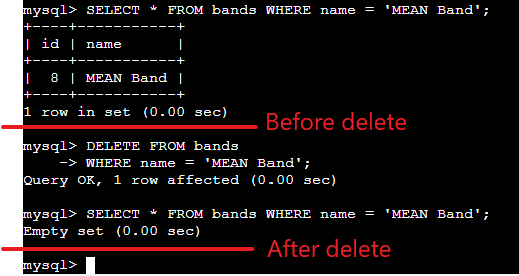 mysql> SELECT * FROM bands WHERE name = 'MEAN Band';
+----+-----------+
| id | name      |
+----+-----------+
|  8 | MEAN Band |
+----+-----------+
1 row in set (0.00 sec)
Before delete
mysql> DELETE FROM bands
    -> WHERE name = 'MEAN Band';
Query OK, 1 row affected (0.00 sec)
mysql> SELECT * FROM bands WHERE name = 'MEAN Band';
Empty set (0.00 sec)
After delete
mysql>